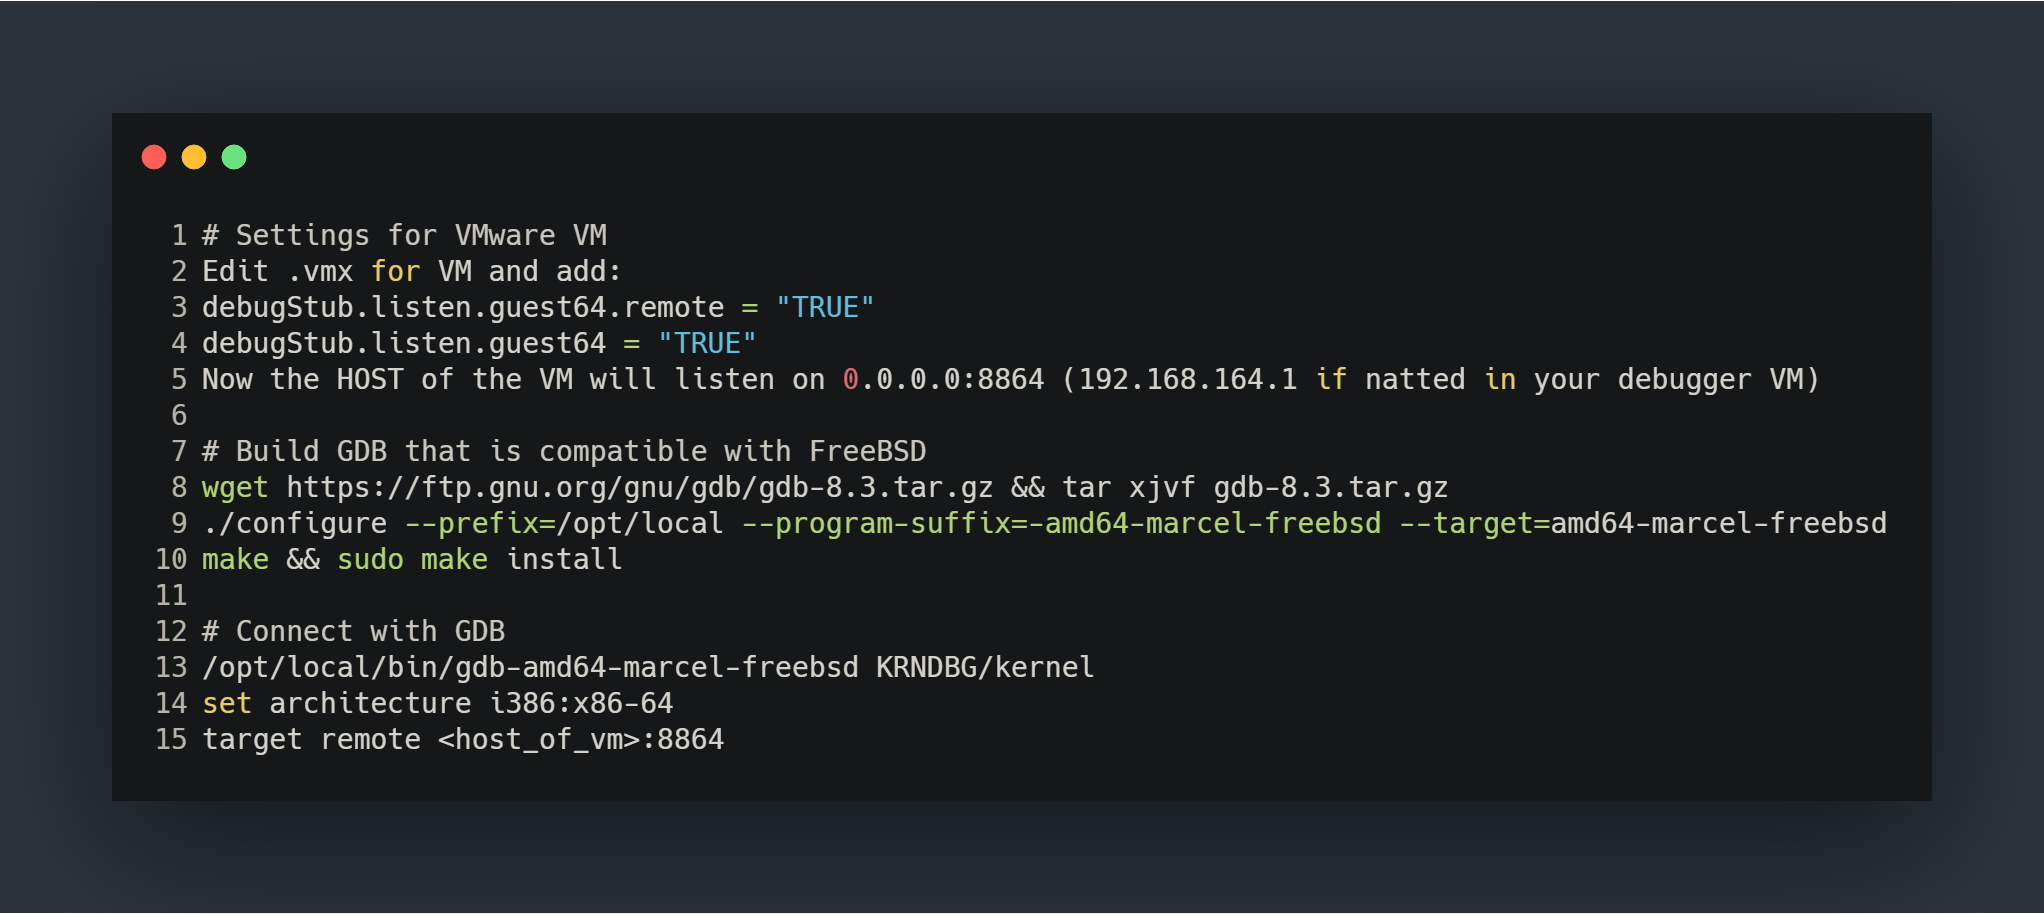 1 # Settings for VMware VM
2 Edit .vmx for VM and add:
3 debugStub.listen.guest64.remote = "TRUE"
4 debugStub.listen.guest64 = "TRUE"
5 Now the HOST of the VM will listen on 0.0.0.0:8864 (192.168.164.1 if natted in your debugger VM)
6
7 # Build GDB that is compatible with FreeBSD
8 wget https://ftp.gnu.org/gnu/gdb/gdb-8.3.tar.gz && tar xjvf gdb-8.3.tar.gz
9 ./configure --prefix=/opt/local --program-suffix=-amd64-marcel-freebsd --target=amd64-marcel-freebsd
10 make && sudo make install
11
12 # Connect with GDB
13 /opt/local/bin/gdb-amd64-marcel-freebsd KRNDBG/kernel
14 set architecture i386:x86-64
15 target remote <host_of_vm>:8864